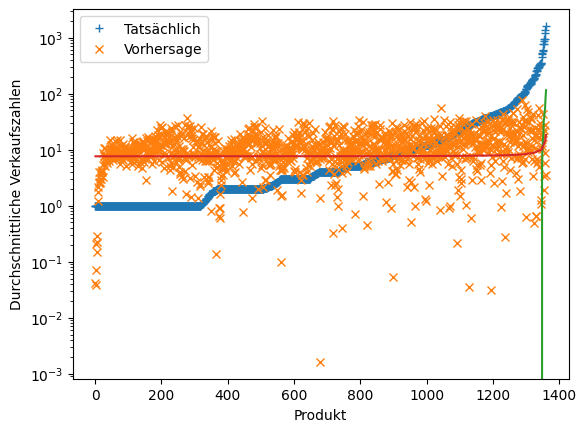 Tatsächlich
Vorhersage
Durchschnittliche Verkaufszahlen
10³
10²
10¹
10⁰
10⁻¹
10⁻²
10⁻³
0 200 400 600 800 1000 1200 1400
Produkt